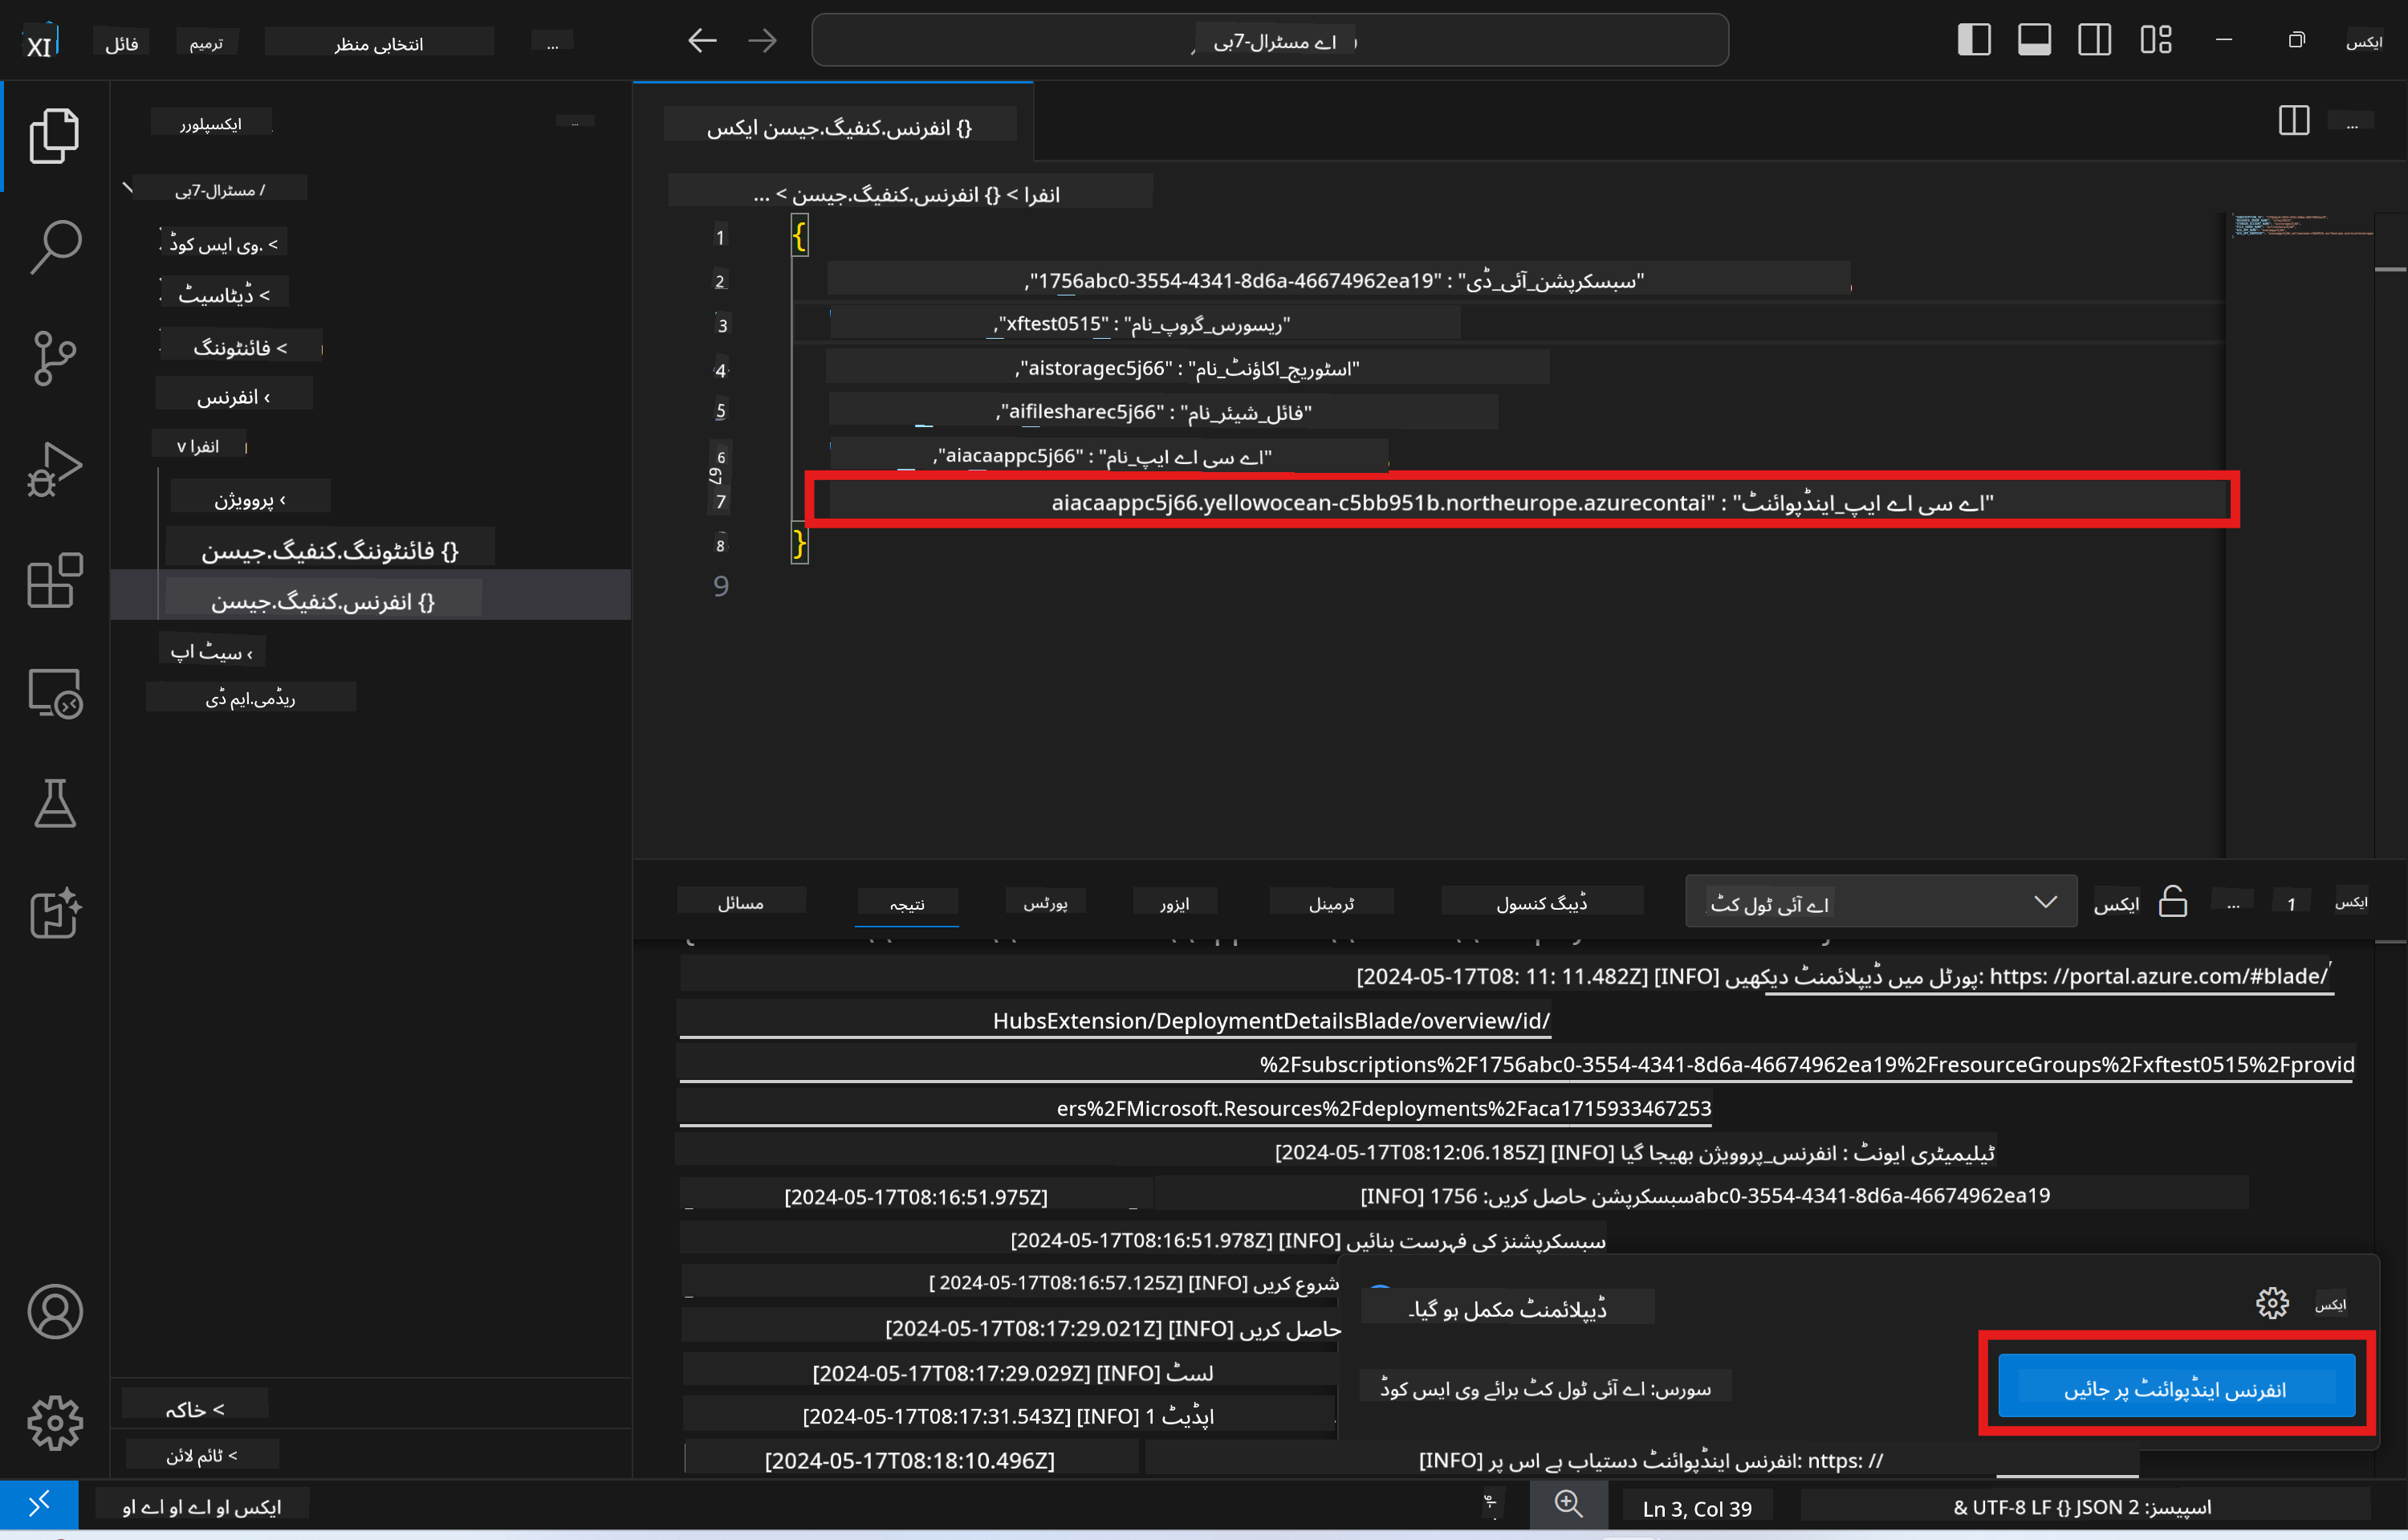 فائل ترمیم انتخابی منظر ...
اے مسٹرال-7بی
ایکس
ایکسپلورر ...
/ مسٹرال-7بی
> .وی ایس کوڈ
> ڈیٹاسیٹ
> فائنٹوننگ
› انفرنس
انفرا v
› پروویژن
{} فائنٹوننگ.کنفیگ.جیسن
{} انفرنس.کنفیگ.جیسن
› سیٹ اپ
ریڈمی.ایم ڈی
> خاکہ
> ٹائم لائن
{} انفرنس.کنفیگ.جیسن ایکس
...
انفرا > {} انفرنس.کنفیگ.جیسن > ...
1 {
2 "سبسکرپشن_آئی_ڈی" : "1756abc0-3554-4341-8d6a-46674962ea19",
3 "ریسورس_گروپ_نام" : "xftest0515",
4 "اسٹوریج_اکاؤنٹ_نام" : "aistoragec5j66",
5 "فائل_شیئر_نام" : "aifilesharec5j66",
6 "اے سی اے ایپ_نام" : "aiacaappc5j66",
67
7 "اے سی اے ایپ_اینڈپوائنٹ" : "aiacaappc5j66.yellowocean-c5bb951b.northeurope.azurecontai
8 }
9
مسائل نتیجہ پورٹس ایزور ٹرمینل ڈیبگ کنسول اے آئی ٹول کٹ ایکس ... 1 ایکس
[2024-05-17T08: 11: 11.482Z] [INFO] پورٹل میں ڈیپلائمنٹ دیکھیں: https: //portal.azure.com/#blade/
HubsExtension/DeploymentDetailsBlade/overview/id/
%2Fsubscriptions%2F1756abc0-3554-4341-8d6a-46674962ea19%2FresourceGroups%2Fxftest0515%2Fprovid
ers%2FMicrosoft.Resources%2Fdeployments%2Faca1715933467253
[2024-05-17T08:12:06.185Z] [INFO] ٹیلیمیٹری ایونٹ : انفرنس_پروویژن بھیجا گیا
[2024-05-17T08:16:51.975Z] [INFO] سبسکرپشن حاصل کریں: 1756abc0-3554-4341-8d6a-46674962ea19
[2024-05-17T08:16:51.978Z] [INFO] سبسکرپشنز کی فہرست بنائیں
[ 2024-05-17T08:16:57.125Z] [INFO] شروع کریں
[2024-05-17T08:17:29.021Z] [INFO] حاصل کریں
[2024-05-17T08:17:29.029Z] [INFO] لسٹ
[2024-05-17T08:17:31.543Z] [INFO] اپڈیٹ 1
[2024-05-17T08:18:10.496Z] [INFO] انفرنس اینڈپوائنٹ دستیاب ہے اس پر: nttps: //
ڈیپلائمنٹ مکمل ہو گیا۔
ایکس
سورس: اے آئی ٹول کٹ برائے وی ایس کوڈ
انفرنس اینڈپوائنٹ پر جائیں
ایکس او اے او اے او
Ln 3, Col 39
اسپیسز: 2 UTF-8 LF {} JSON &